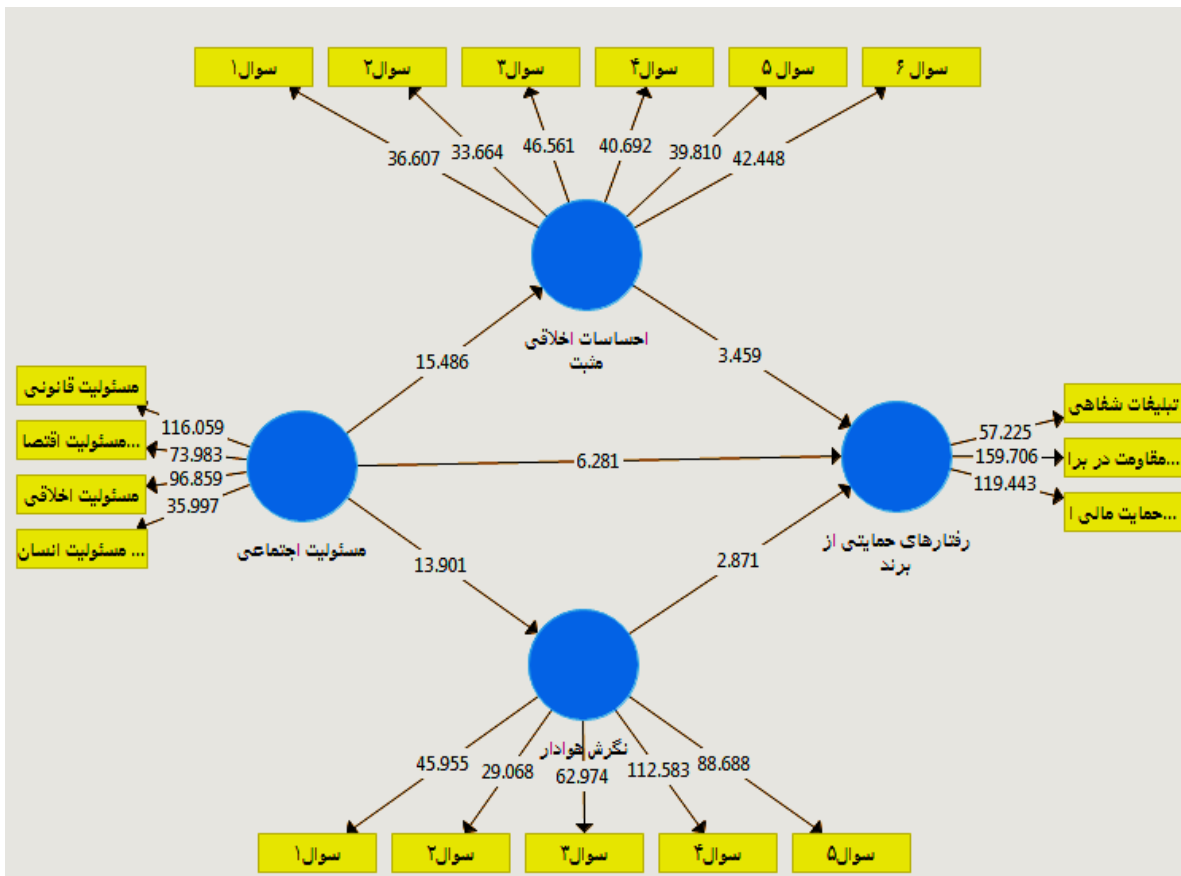 سوال۱
سوال۲
سوال۳
سوال۴
سوال ۵
سوال ۶
36.607
33.664
46.561
40.692
39.810
42.448
احساسات اخلاقی
مثبت
15.486
3.459
مسئولیت قانونی
مسئولیت اقتصا...
مسئولیت اخلاقی
مسئولیت انسان ...
116.059
73.983
96.859
35.997
مسئولیت اجتماعی
6.281
تبلیغات شفاهی
مقاومت در برا...
حمایت مالی ا...
57.225
159.706
119.443
رفتارهای حمایتی از
برند
13.901
2.871
نگرش هوادار
45.955
29.068
62.974
112.583
88.688
سوال۱
سوال۲
سوال۳
سوال۴
سوال۵